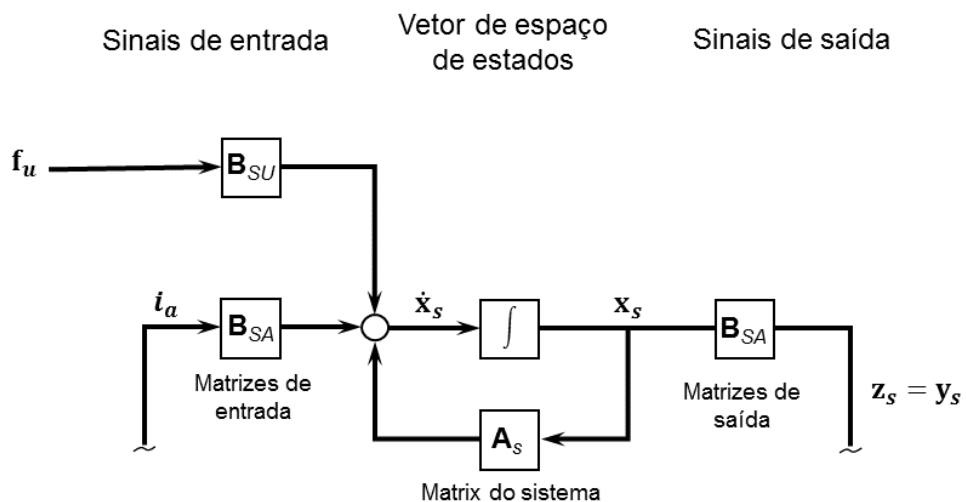 Sinais de entrada
Vetor de espaço
de estados
Sinais de saída
f_u
B_SU
i_a
B_SA
ẋ_s
∫
x_s
B_SA
Matrizes de
entrada
Matrizes de
saída
z_s = y_s
~
A_s
~
Matrix do sistema